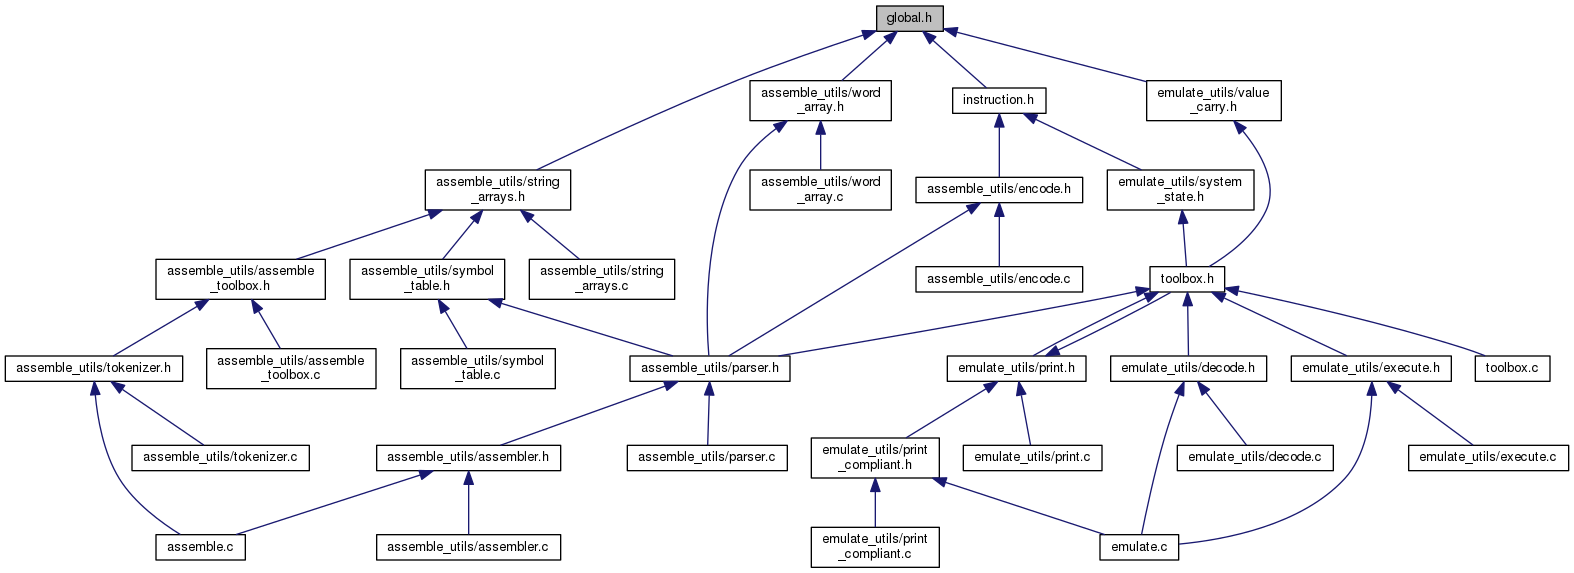 global.h
assemble_utils/word
_array.h
instruction.h
emulate_utils/value
_carry.h
assemble_utils/string
_arrays.h
assemble_utils/word
_array.c
assemble_utils/encode.h
emulate_utils/system
_state.h
assemble_utils/assemble
_toolbox.h
assemble_utils/symbol
_table.h
assemble_utils/string
_arrays.c
assemble_utils/encode.c
toolbox.h
assemble_utils/tokenizer.h
assemble_utils/assemble
_toolbox.c
assemble_utils/symbol
_table.c
assemble_utils/parser.h
emulate_utils/print.h
emulate_utils/decode.h
emulate_utils/execute.h
toolbox.c
assemble_utils/tokenizer.c
assemble_utils/assembler.h
assemble_utils/parser.c
emulate_utils/print
_compliant.h
emulate_utils/print.c
emulate_utils/decode.c
emulate_utils/execute.c
assemble.c
assemble_utils/assembler.c
emulate_utils/print
_compliant.c
emulate.c